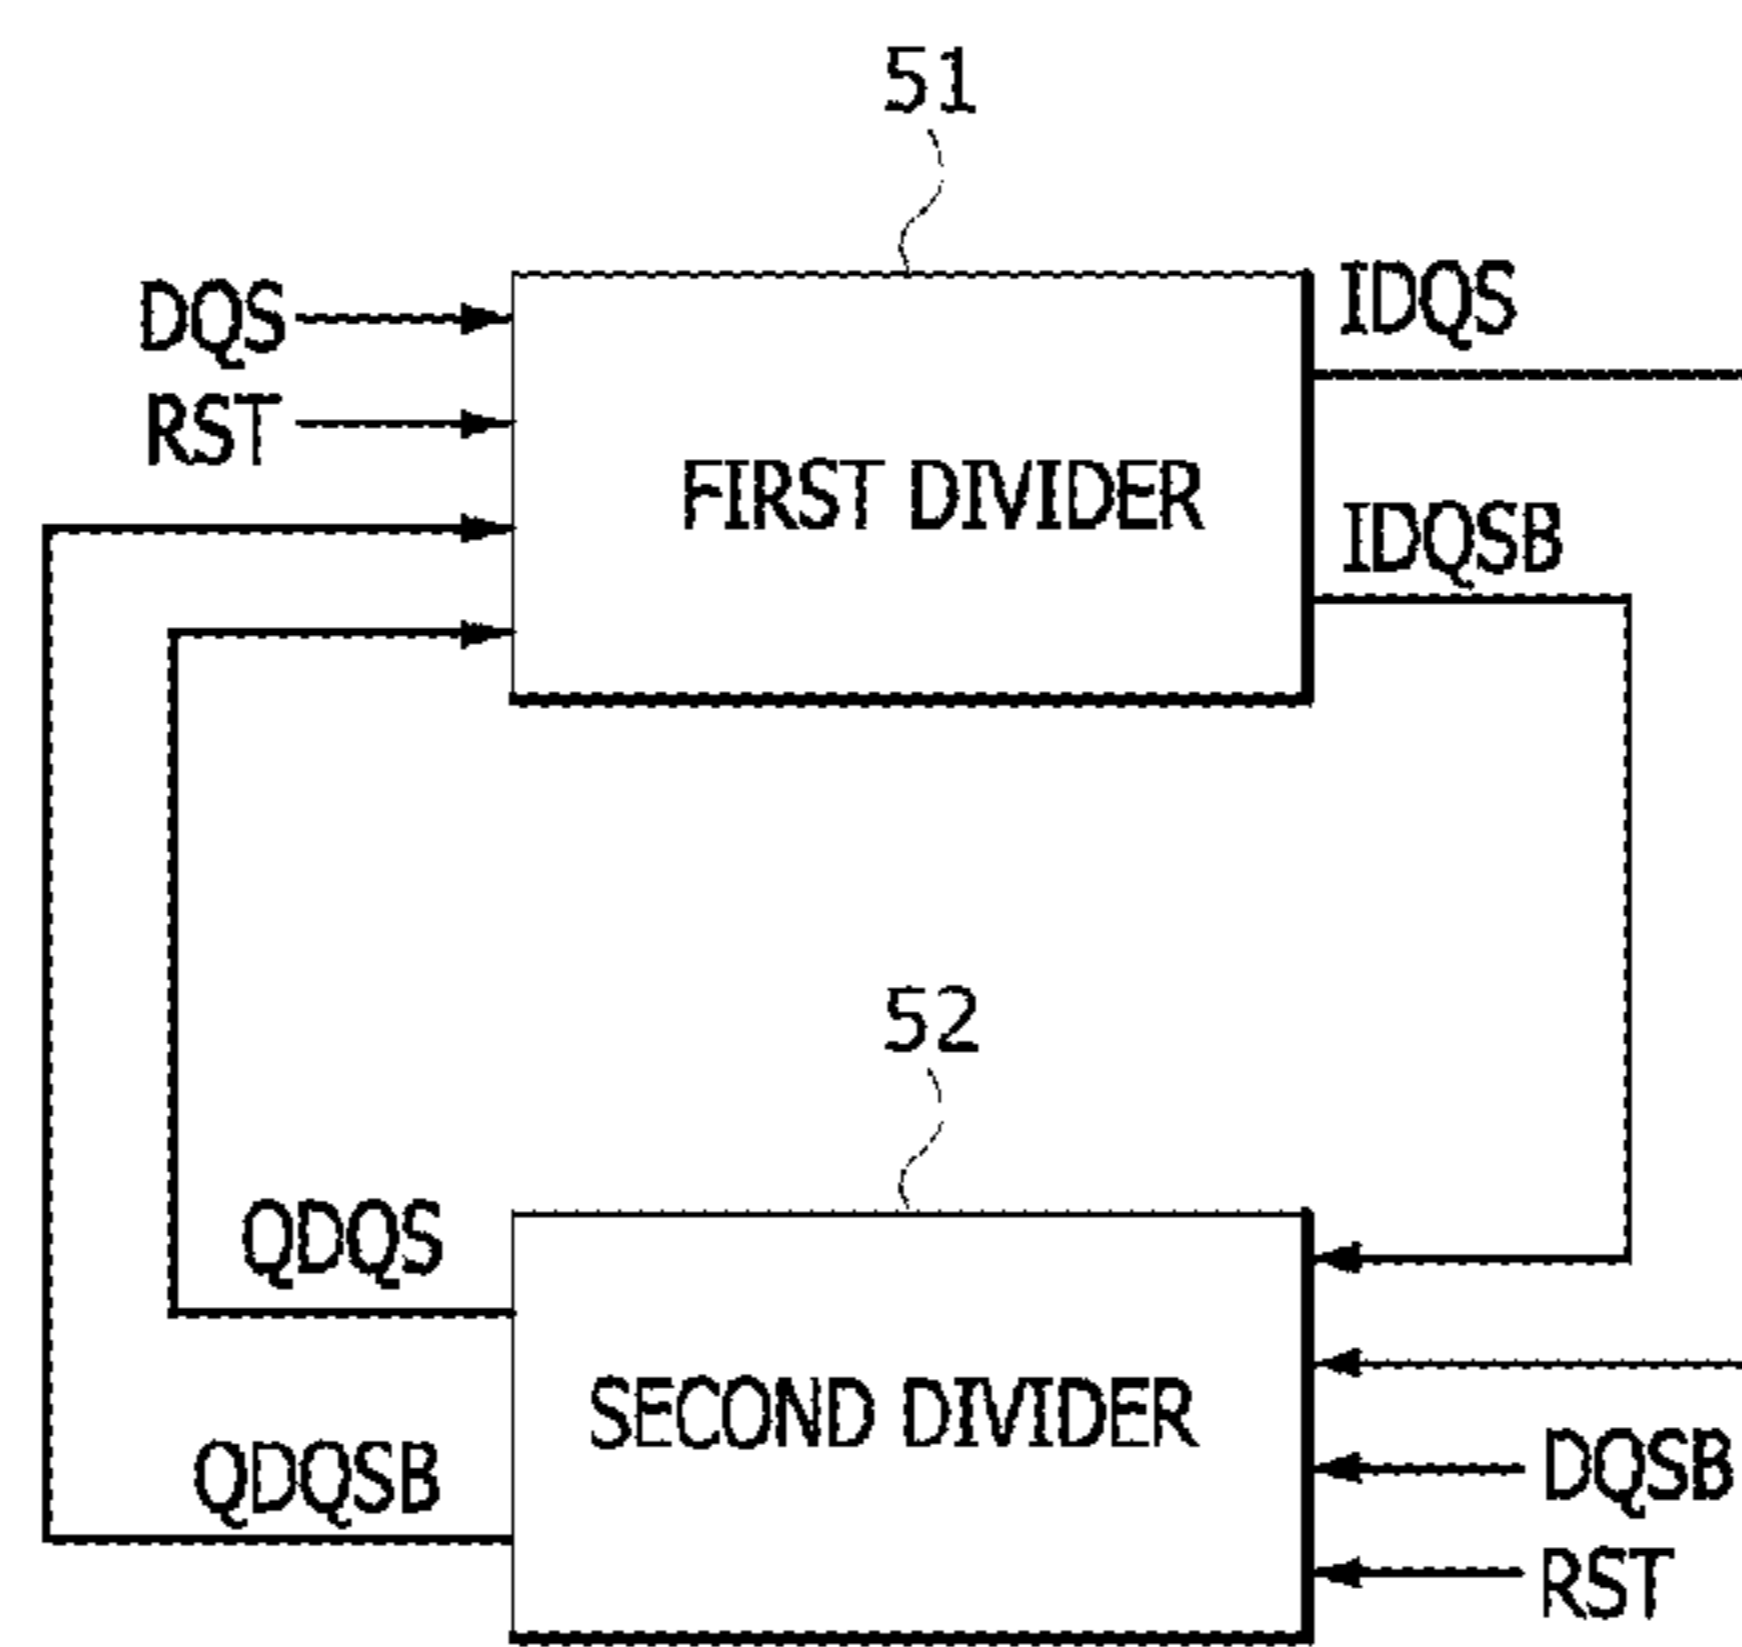 51
DQS
IDQS
RST
FIRST DIVIDER
IDQSB
52
QDQS
SECOND DIVIDER
QDQSB
DQSB
RST